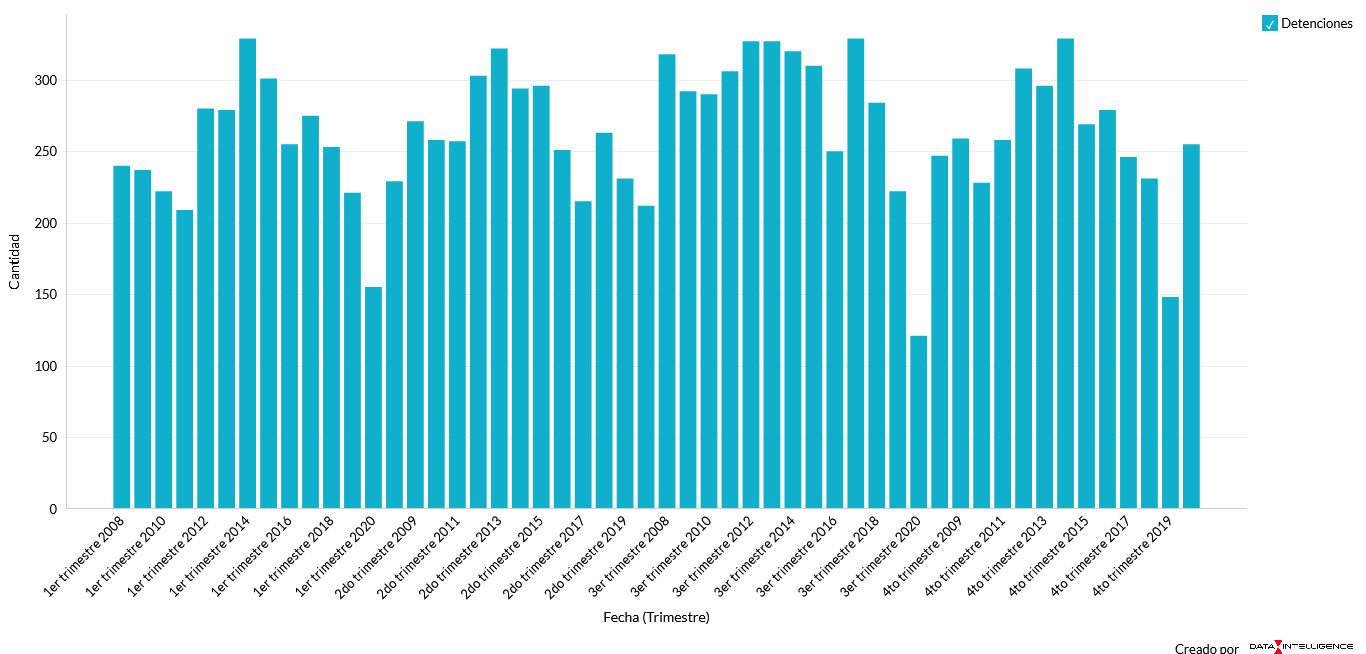 Detenciones
Cantidad
300
250
200
150
100
50
0
1er trimestre 2008
1er trimestre 2010
1er trimestre 2012
1er trimestre 2014
1er trimestre 2016
1er trimestre 2018
1er trimestre 2020
2do trimestre 2009
2do trimestre 2011
2do trimestre 2013
2do trimestre 2015
2do trimestre 2017
2do trimestre 2019
3er trimestre 2008
3er trimestre 2010
3er trimestre 2012
3er trimestre 2014
3er trimestre 2016
3er trimestre 2018
3er trimestre 2020
4to trimestre 2009
4to trimestre 2011
4to trimestre 2013
4to trimestre 2015
4to trimestre 2017
4to trimestre 2019
Fecha (Trimestre)
Creado por DATA INTELLIGENCE